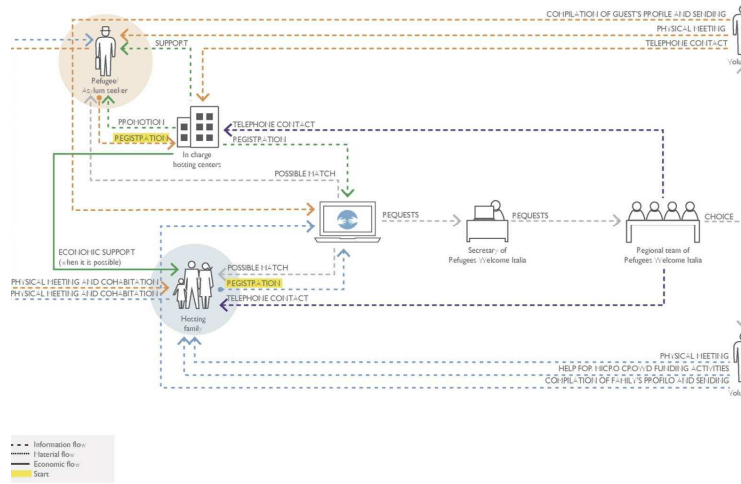 COMPILATION OF GUEST'S PROFILE AND SENDING
PHYSICAL MEETING
TELEPHONE CONTACT
SUPPORT
Refugee/
Asylum seeker
PROMOTION
REGISTRATION
In charge
hosting centers
TELEPHONE CONTACT
REGISTRATION
POSSIBLE MATCH
REQUESTS
REQUESTS
CHOICE
Secretary of
Refugees Welcome Italia
Regional team of
Refugees Welcome Italia
ECONOMIC SUPPORT
(when it is possible)
POSSIBLE MATCH
REGISTRATION
TELEPHONE CONTACT
PHYSICAL MEETING AND COHABITATION
PHYSICAL MEETING AND COHABITATION
Hosting
family
PHYSICAL MEETING
HELP FOR MICRO CROWD FUNDING ACTIVITIES
COMPILATION OF FAMILY'S PROFILO AND SENDING
Information flow
Material flow
Economic flow
Start